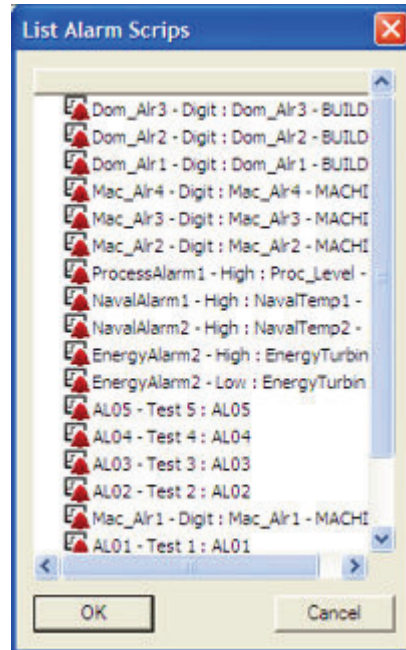 List Alarm Scrips
Dom_Alr3 - Digit : Dom_Alr3 - BUILD
Dom_Alr2 - Digit : Dom_Alr2 - BUILD
Dom_Alr1 - Digit : Dom_Alr1 - BUILD
Mac_Alr4 - Digit : Mac_Alr4 - MACHI
Mac_Alr3 - Digit : Mac_Alr3 - MACHI
Mac_Alr2 - Digit : Mac_Alr2 - MACHI
ProcessAlarm1 - High : Proc_Level -
NavalAlarm1 - High : NavalTemp1 -
NavalAlarm2 - High : NavalTemp2 -
EnergyAlarm2 - High : EnergyTurbin
EnergyAlarm2 - Low : EnergyTurbin
AL05 - Test 5 : AL05
AL04 - Test 4 : AL04
AL03 - Test 3 : AL03
AL02 - Test 2 : AL02
Mac_Alr1 - Digit : Mac_Alr1 - MACHI
AL01 - Test 1 : AL01
OK Cancel